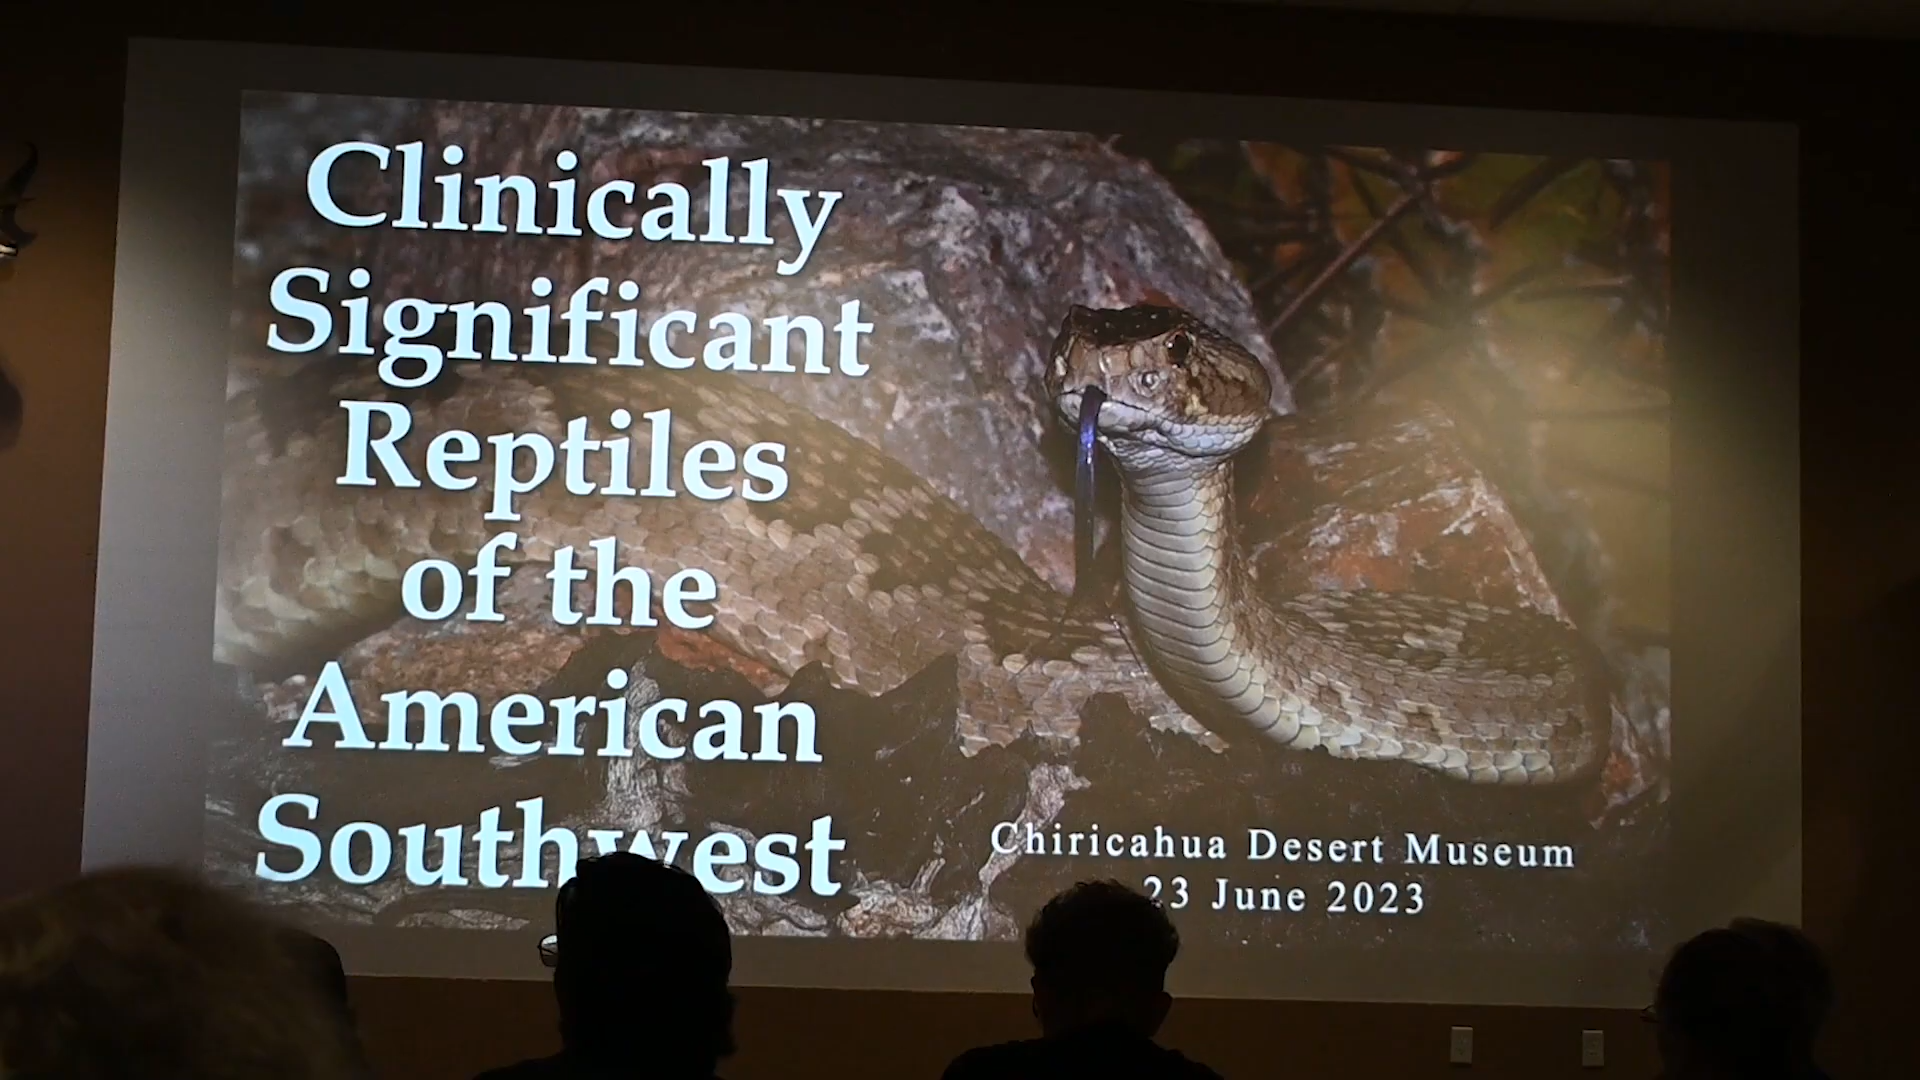 Clinically
Significant
Reptiles
of the
American
Southwest
Chiricahua Desert Museum
23 June 2023